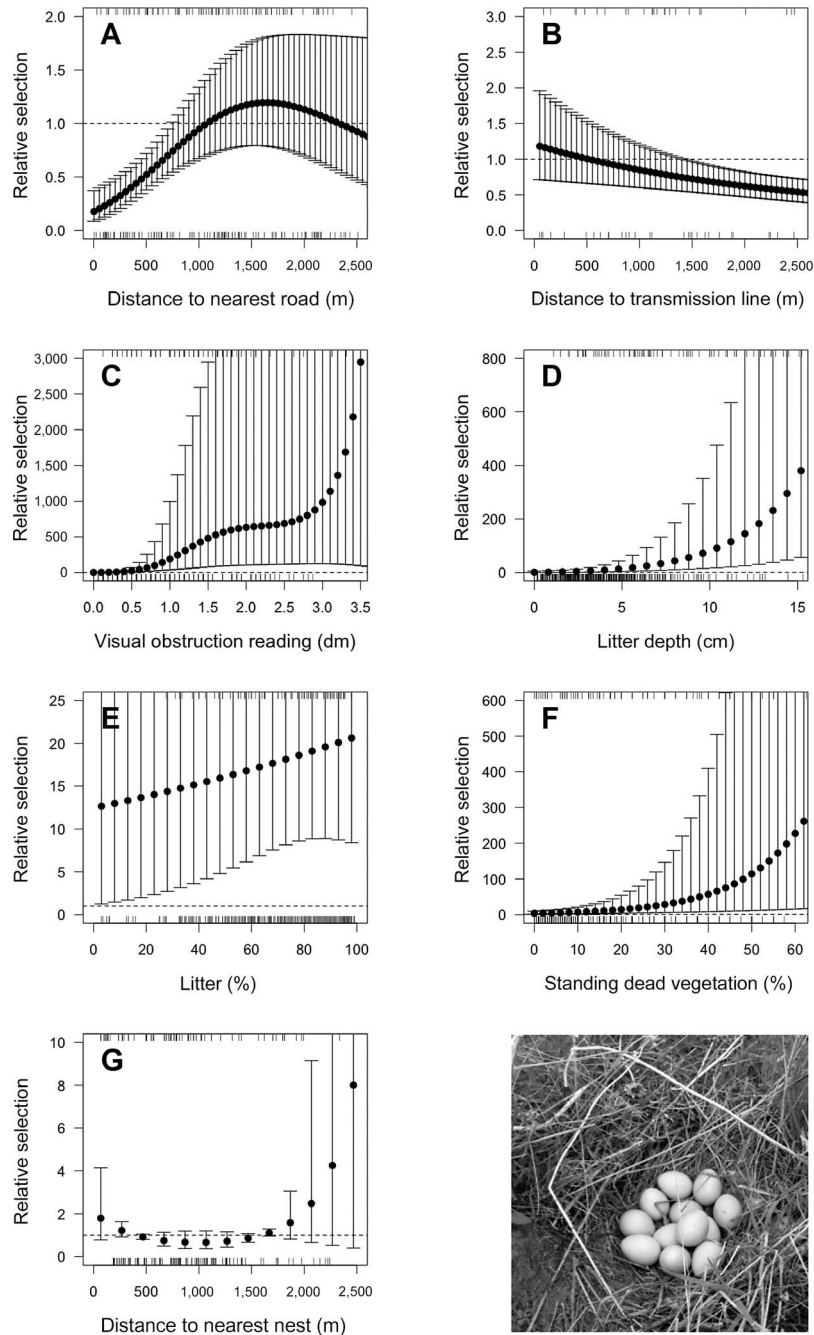 A
2.0
1.5
1.0
0.5
0.0
Relative selection
0 500 1,000 1,500 2,000 2,500
Distance to nearest road (m)
B
3.0
2.5
2.0
1.5
1.0
0.5
0.0
Relative selection
0 500 1,000 1,500 2,000 2,500
Distance to transmission line (m)
C
3,000
2,500
2,000
1,500
1,000
500
0
Relative selection
0.0 0.5 1.0 1.5 2.0 2.5 3.0 3.5
Visual obstruction reading (dm)
D
800
600
400
200
0
Relative selection
0 5 10 15
Litter depth (cm)
E
25
20
15
10
5
0
Relative selection
0 20 40 60 80 100
Litter (%)
F
600
500
400
300
200
100
0
Relative selection
0 10 20 30 40 50 60
Standing dead vegetation (%)
G
10
8
6
4
2
0
Relative selection
0 500 1,000 1,500 2,000 2,500
Distance to nearest nest (m)